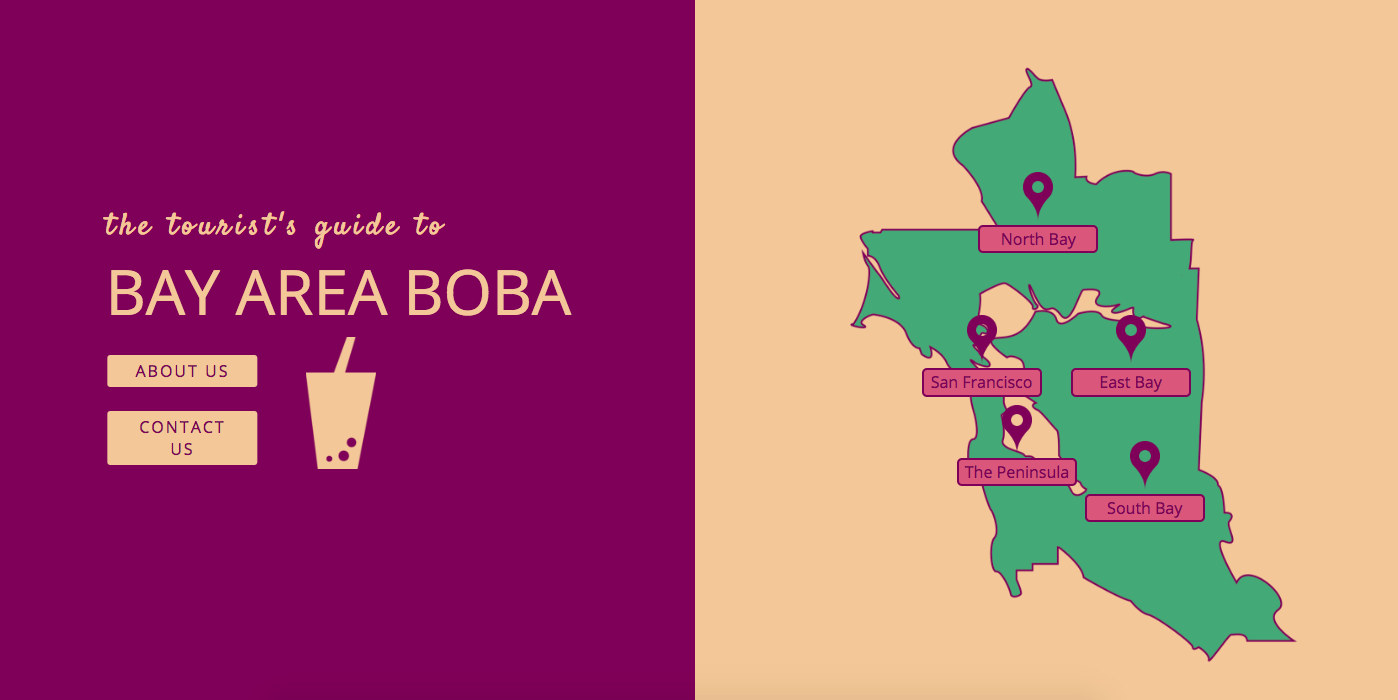 the tourist's guide to
BAY AREA BOBA
ABOUT US
CONTACT
US
North Bay
San Francisco
East Bay
The Peninsula
South Bay